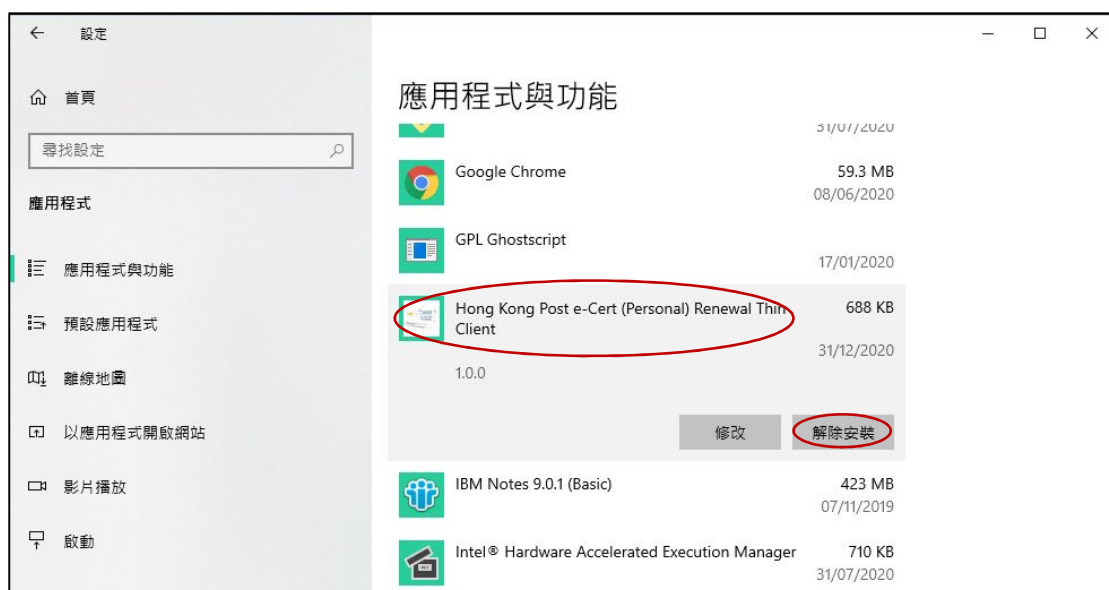 設定
首頁
尋找設定
應用程式
應用程式與功能
預設應用程式
離線地圖
以應用程式開啟網站
影片播放
啟動
應用程式與功能
31/07/2020
Google Chrome 59.3 MB
08/06/2020
GPL Ghostscript
17/01/2020
Hong Kong Post e-Cert (Personal) Renewal Thin 688 KB
Client
31/12/2020
1.0.0
修改 解除安裝
IBM Notes 9.0.1 (Basic) 423 MB
07/11/2019
Intel® Hardware Accelerated Execution Manager 710 KB
31/07/2020